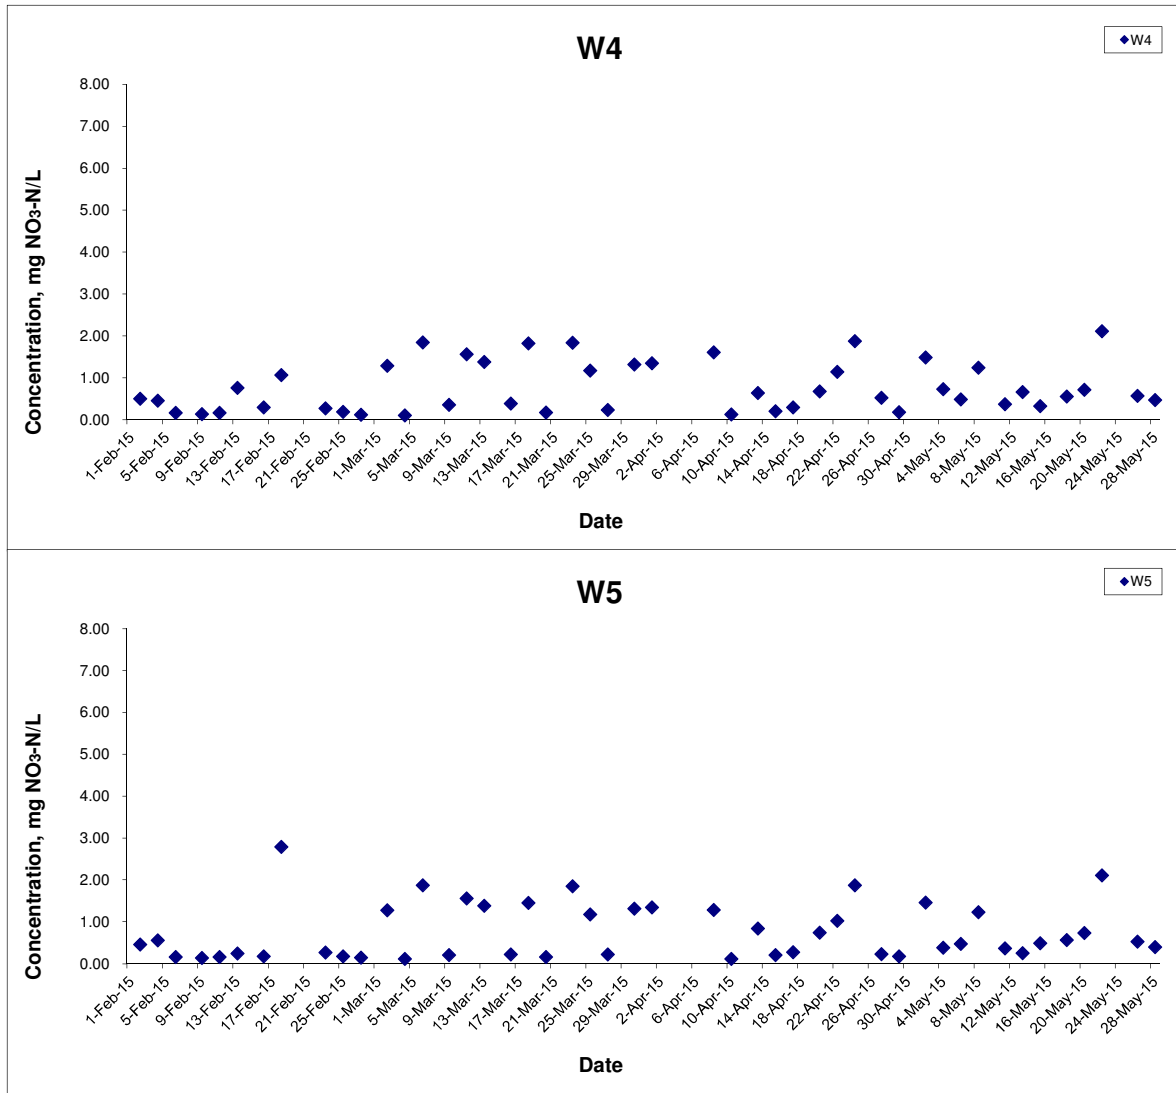 W4
W4
8.00
7.00
6.00
5.00
4.00
3.00
2.00
1.00
0.00
Concentration, mg NO3-N/L
1-Feb-15
5-Feb-15
9-Feb-15
13-Feb-15
17-Feb-15
21-Feb-15
25-Feb-15
1-Mar-15
5-Mar-15
9-Mar-15
13-Mar-15
17-Mar-15
21-Mar-15
25-Mar-15
29-Mar-15
2-Apr-15
6-Apr-15
10-Apr-15
14-Apr-15
18-Apr-15
22-Apr-15
26-Apr-15
30-Apr-15
4-May-15
8-May-15
12-May-15
16-May-15
20-May-15
24-May-15
28-May-15
Date
W5
W5
8.00
7.00
6.00
5.00
4.00
3.00
2.00
1.00
0.00
Concentration, mg NO3-N/L
1-Feb-15
5-Feb-15
9-Feb-15
13-Feb-15
17-Feb-15
21-Feb-15
25-Feb-15
1-Mar-15
5-Mar-15
9-Mar-15
13-Mar-15
17-Mar-15
21-Mar-15
25-Mar-15
29-Mar-15
2-Apr-15
6-Apr-15
10-Apr-15
14-Apr-15
18-Apr-15
22-Apr-15
26-Apr-15
30-Apr-15
4-May-15
8-May-15
12-May-15
16-May-15
20-May-15
24-May-15
28-May-15
Date